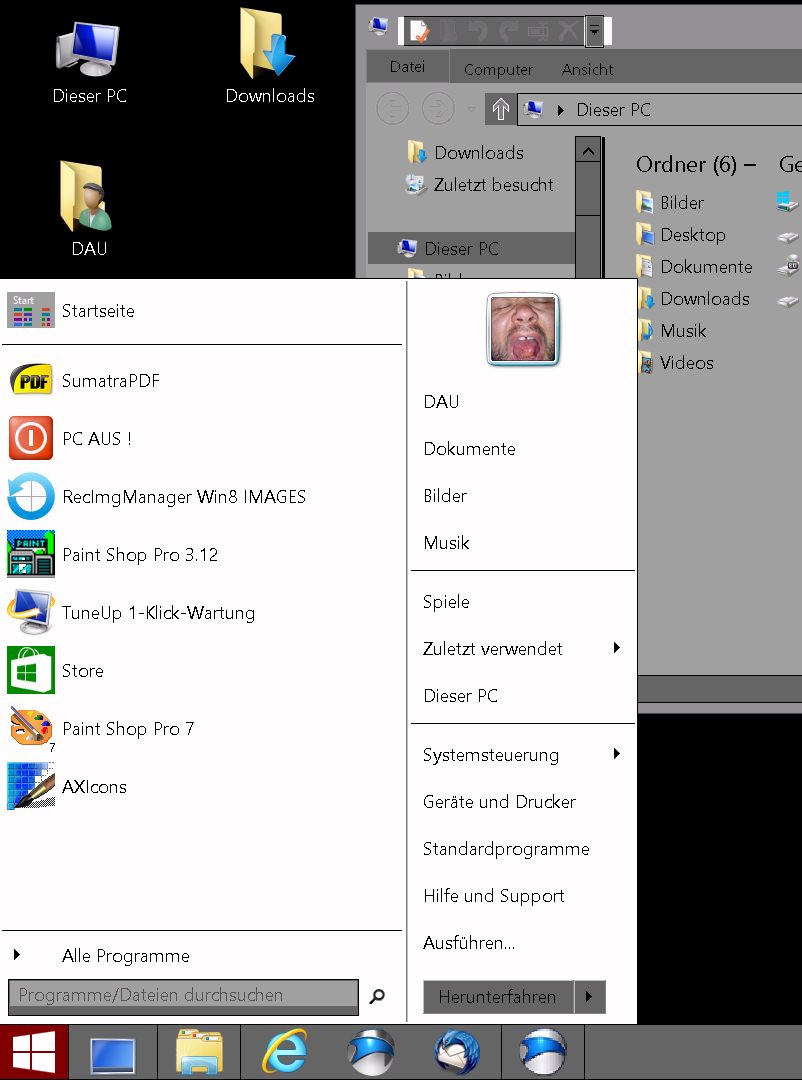 Dieser PC
Downloads
DAU
Datei
Computer
Ansicht
Dieser PC
Downloads
Zuletzt besucht
Dieser PC
Ordner (6)
Bilder
Desktop
Dokumente
Downloads
Musik
Videos
Ge
Start
Startseite
PDF
SumatraPDF
PC AUS !
RecImgManager Win8 IMAGES
PAINT
Paint Shop Pro 3.12
TuneUp 1-Klick-Wartung
Store
7
Paint Shop Pro 7
AXIcons
Alle Programme
Programme/Dateien durchsuchen
DAU
Dokumente
Bilder
Musik
Spiele
Zuletzt verwendet
Dieser PC
Systemsteuerung
Geräte und Drucker
Standardprogramme
Hilfe und Support
Ausführen...
Herunterfahren